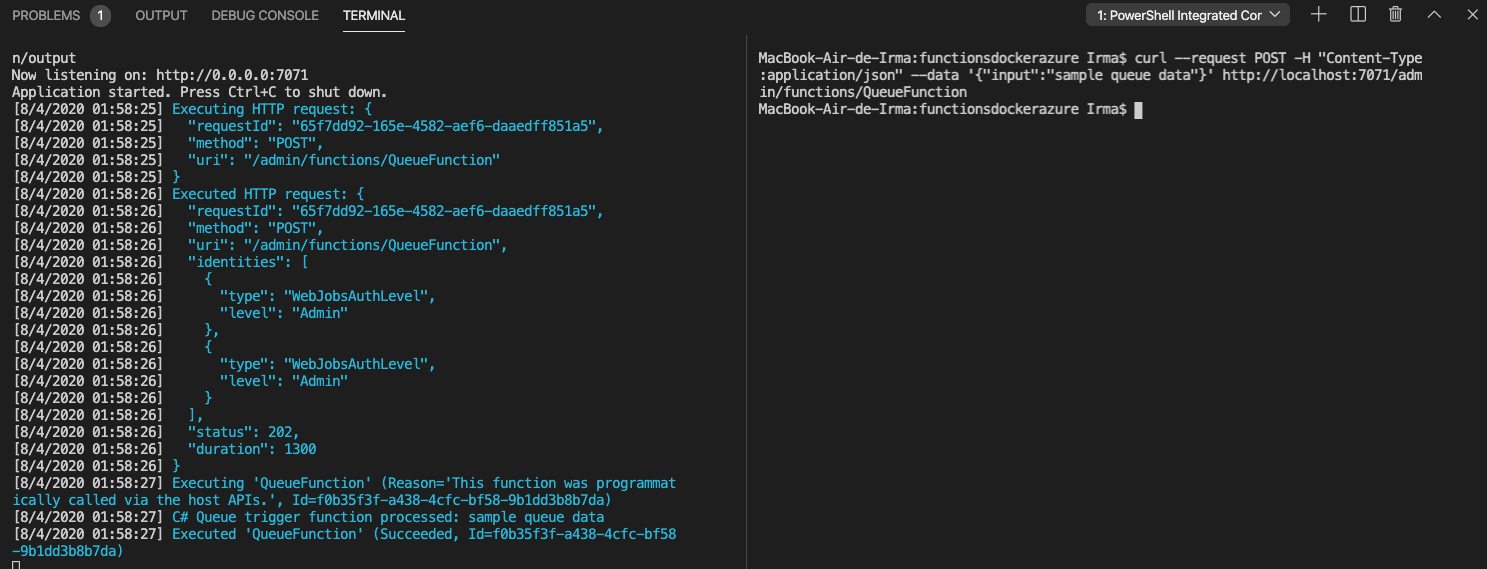 PROBLEMS 1 OUTPUT DEBUG CONSOLE TERMINAL 1: PowerShell Integrated Cor
n/output
Now listening on: http://0.0.0.0:7071
Application started. Press Ctrl+C to shut down.
[8/4/2020 01:58:25] Executing HTTP request: {
[8/4/2020 01:58:25]   "requestId": "65f7dd92-165e-4582-aef6-daaedff851a5",
[8/4/2020 01:58:25]   "method": "POST",
[8/4/2020 01:58:25]   "uri": "/admin/functions/QueueFunction"
[8/4/2020 01:58:25] }
[8/4/2020 01:58:26] Executed HTTP request: {
[8/4/2020 01:58:26]   "requestId": "65f7dd92-165e-4582-aef6-daaedff851a5",
[8/4/2020 01:58:26]   "method": "POST",
[8/4/2020 01:58:26]   "uri": "/admin/functions/QueueFunction",
[8/4/2020 01:58:26]   "identities": [
[8/4/2020 01:58:26]     {
[8/4/2020 01:58:26]       "type": "WebJobsAuthLevel",
[8/4/2020 01:58:26]       "level": "Admin"
[8/4/2020 01:58:26]     },
[8/4/2020 01:58:26]     {
[8/4/2020 01:58:26]       "type": "WebJobsAuthLevel",
[8/4/2020 01:58:26]       "level": "Admin"
[8/4/2020 01:58:26]     }
[8/4/2020 01:58:26]   ],
[8/4/2020 01:58:26]   "status": 202,
[8/4/2020 01:58:26]   "duration": 1300
[8/4/2020 01:58:26] }
[8/4/2020 01:58:27] Executing 'QueueFunction' (Reason='This function was programmat
ically called via the host APIs.', Id=f0b35f3f-a438-4cfc-bf58-9b1dd3b8b7da)
[8/4/2020 01:58:27] C# Queue trigger function processed: sample queue data
[8/4/2020 01:58:27] Executed 'QueueFunction' (Succeeded, Id=f0b35f3f-a438-4cfc-bf58
-9b1dd3b8b7da)
MacBook-Air-de-Irma:functionsdockerazure Irma$ curl --request POST -H "Content-Type
:application/json" --data '{"input":"sample queue data"}' http://localhost:7071/adm
in/functions/QueueFunction
MacBook-Air-de-Irma:functionsdockerazure Irma$